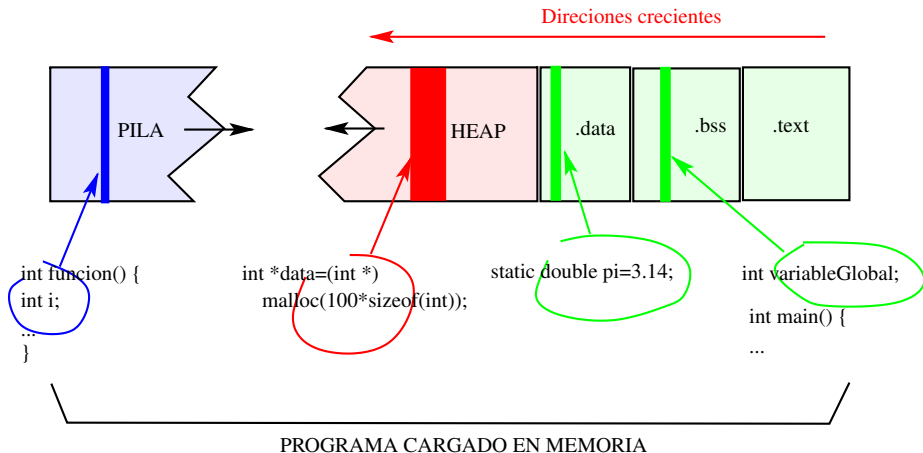 Direciones crecientes
PILA
HEAP
.data
.bss
.text
int funcion() {
int i;
...
}
int *data=(int *)
malloc(100*sizeof(int));
static double pi=3.14;
int variableGlobal;
int main() {
...
PROGRAMA CARGADO EN MEMORIA